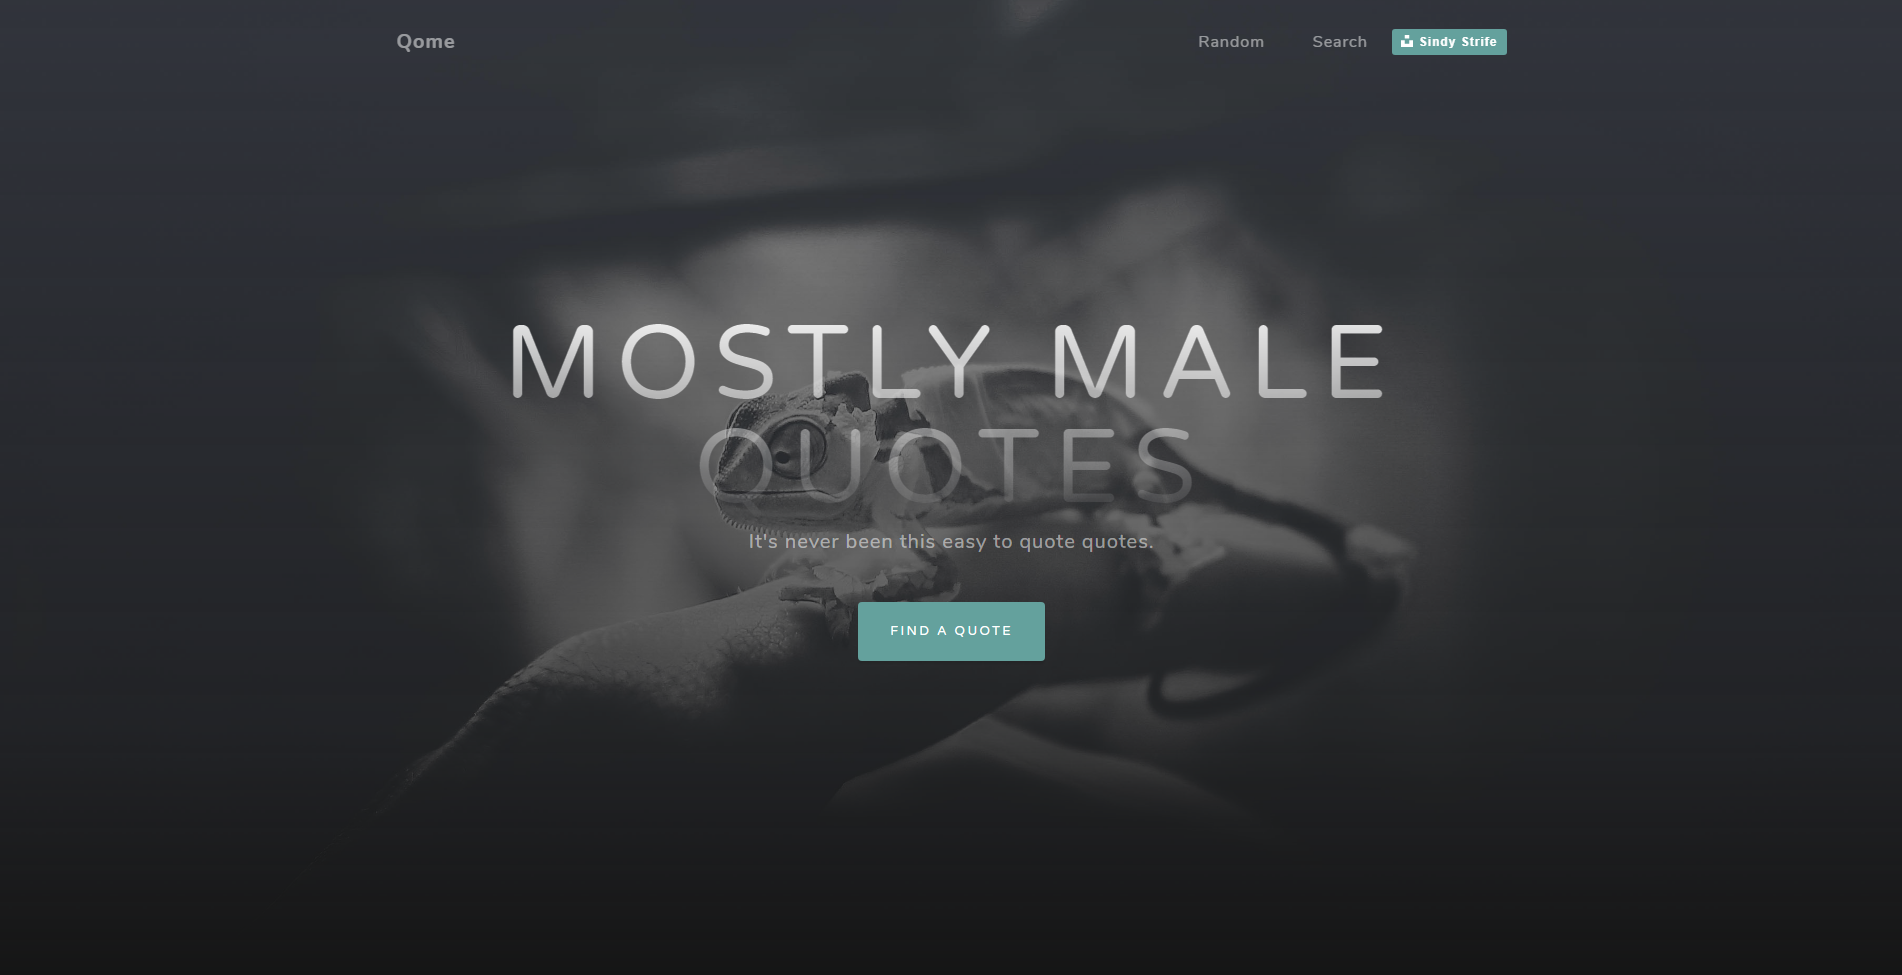 Qome
Random
Search
Sindy Strife
MOSTLY MALE
QUOTES
It's never been this easy to quote quotes.
FIND A QUOTE